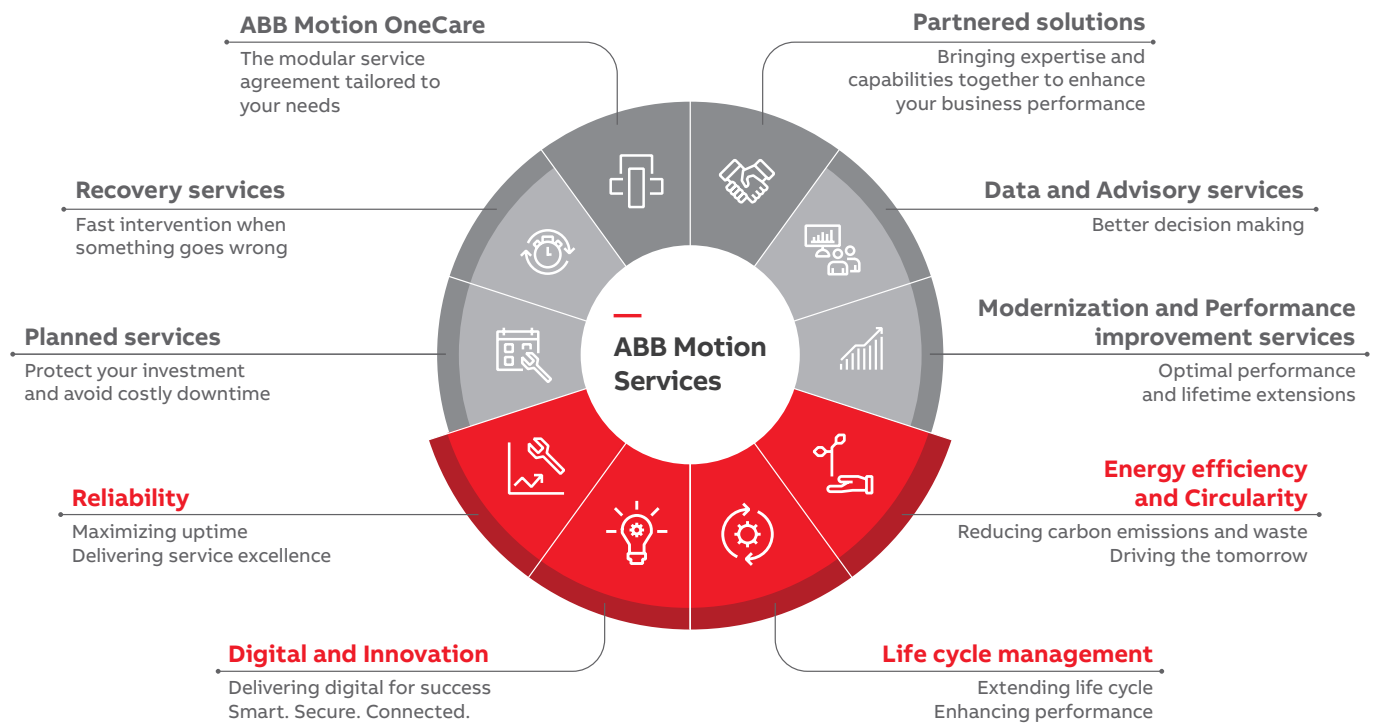 ABB Motion OneCare
The modular service
agreement tailored to
your needs
Partnered solutions
Bringing expertise and
capabilities together to enhance
your business performance
Recovery services
Fast intervention when
something goes wrong
Data and Advisory services
Better decision making
Planned services
Protect your investment
and avoid costly downtime
ABB Motion
Services
Modernization and Performance
improvement services
Optimal performance
and lifetime extensions
Reliability
Maximizing uptime
Delivering service excellence
Energy efficiency
and Circularity
Reducing carbon emissions and waste
Driving the tomorrow
Digital and Innovation
Delivering digital for success
Smart. Secure. Connected.
Life cycle management
Extending life cycle
Enhancing performance